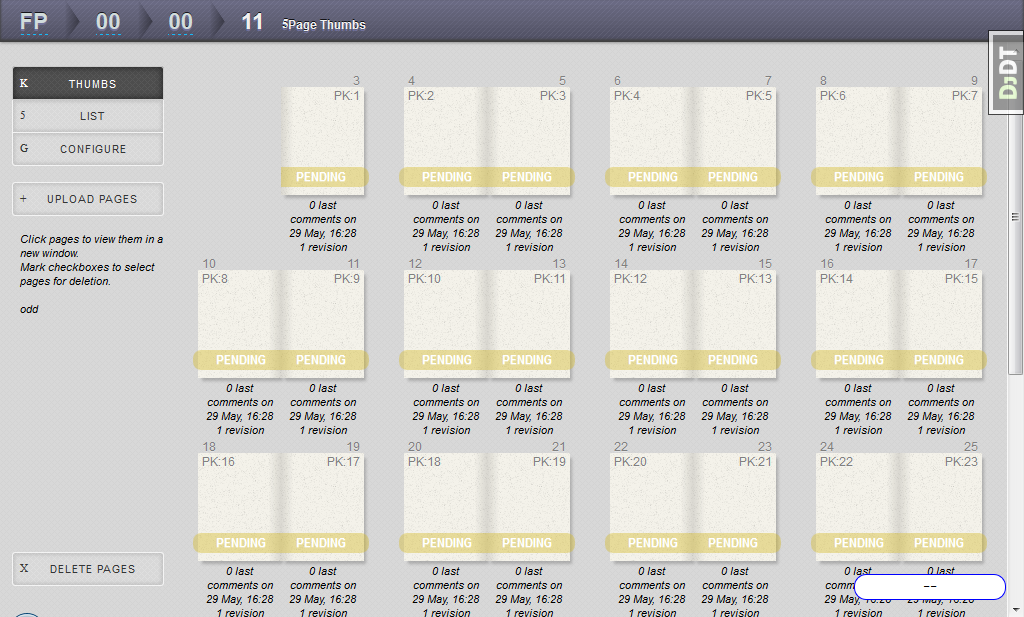 FP 00 00 11 5Page Thumbs
DJDT
K THUMBS
5 LIST
G CONFIGURE
+ UPLOAD PAGES
Click pages to view them in a
new window.
Mark checkboxes to select
pages for deletion.
odd
X DELETE PAGES
3 4 5 6 7 8 9
PK:1 PK:2 PK:3 PK:4 PK:5 PK:6 PK:7
PENDING PENDING PENDING PENDING PENDING PENDING PENDING
0 last 0 last 0 last 0 last 0 last 0 last 0 last
comments on comments on comments on comments on comments on comments on comments on
29 May, 16:28 29 May, 16:28 29 May, 16:28 29 May, 16:28 29 May, 16:28 29 May, 16:28 29 May, 16:28
1 revision 1 revision 1 revision 1 revision 1 revision 1 revision 1 revision
10 11 12 13 14 15 16 17
PK:8 PK:9 PK:10 PK:11 PK:12 PK:13 PK:14 PK:15
PENDING PENDING PENDING PENDING PENDING PENDING PENDING PENDING
0 last 0 last 0 last 0 last 0 last 0 last 0 last 0 last
comments on comments on comments on comments on comments on comments on comments on comments on
29 May, 16:28 29 May, 16:28 29 May, 16:28 29 May, 16:28 29 May, 16:28 29 May, 16:28 29 May, 16:28 29 May, 16:28
1 revision 1 revision 1 revision 1 revision 1 revision 1 revision 1 revision 1 revision
18 19 20 21 22 23 24 25
PK:16 PK:17 PK:18 PK:19 PK:20 PK:21 PK:22 PK:23
PENDING PENDING PENDING PENDING PENDING PENDING PENDING PENDING
0 last 0 last 0 last 0 last 0 last 0 last 0 last 0 last
comments on comments on comments on comments on comments on comments on --
29 May, 16:28 29 May, 16:28 29 May, 16:28 29 May, 16:28 29 May, 16:28 29 May, 16:28 29 May, 16:28 29 May, 16:28
1 revision 1 revision 1 revision 1 revision 1 revision 1 revision 1 revision 1 revision